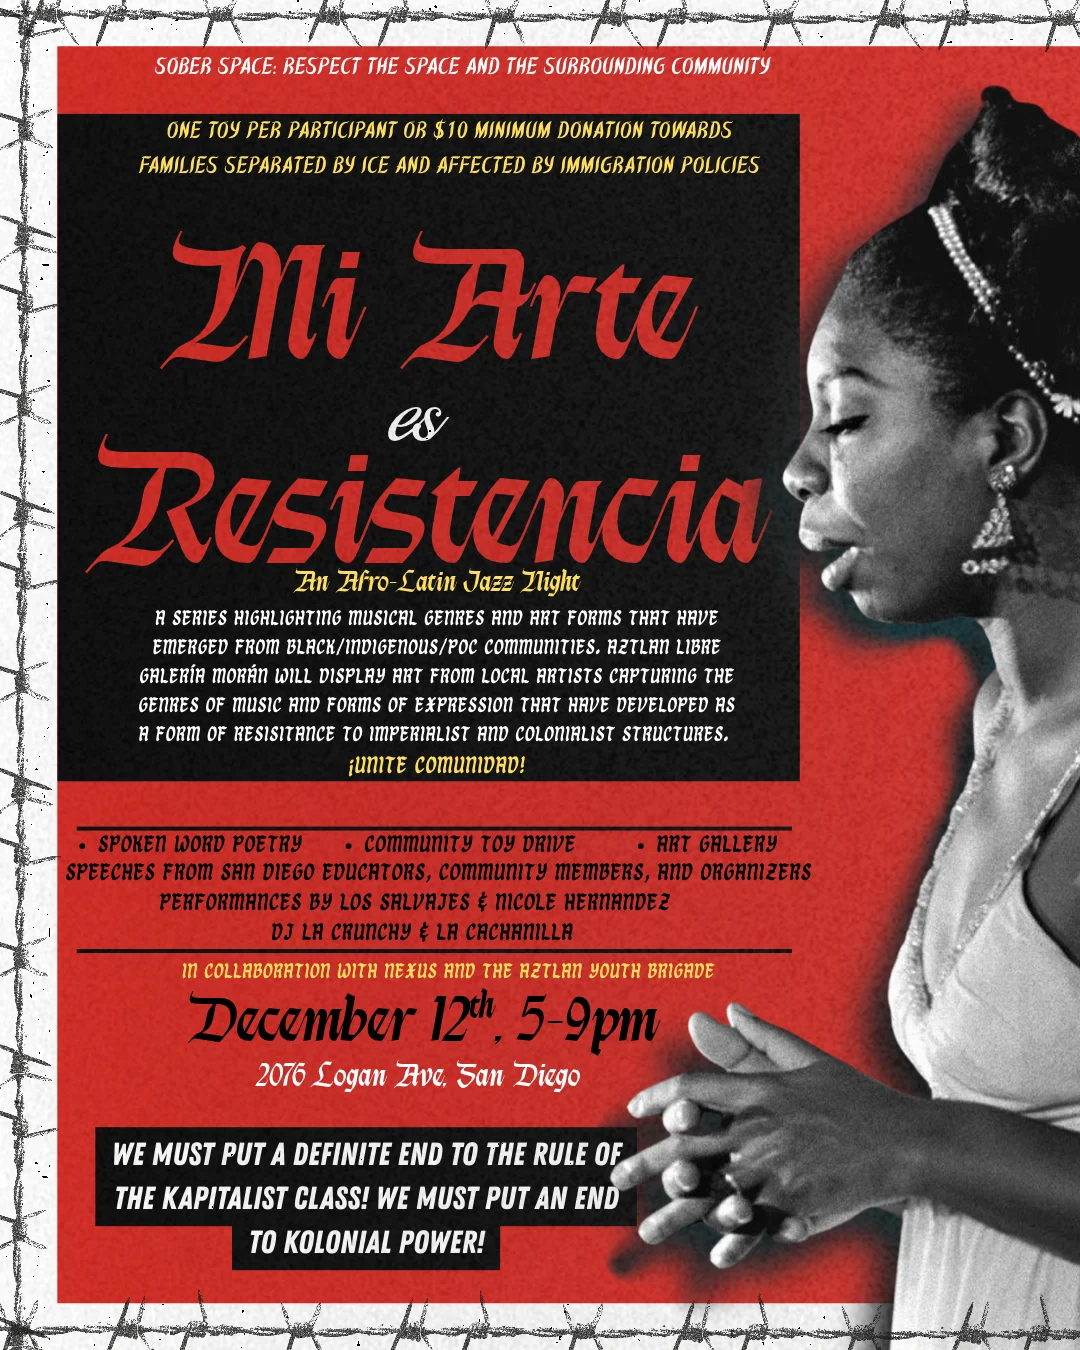 SOBER SPACE: RESPECT THE SPACE AND THE SURROUNDING COMMUNITY
ONE TOY PER PARTICIPANT OR $10 MINIMUM DONATION TOWARDS
FAMILIES SEPARATED BY ICE AND AFFECTED BY IMMIGRATION POLICIES
Mi Arte
es
Resistencia
An Afro-Latin Jazz Night
A SERIES HIGHLIGHTING MUSICAL GENRES AND ART FORMS THAT HAVE
EMERGED FROM BLACK/INDIGENOUS/POC COMMUNITIES. AZTLAN LIBRE
GALERÍA MORÁN WILL DISPLAY ART FROM LOCAL ARTISTS CAPTURING THE
GENRES OF MUSIC AND FORMS OF EXPRESSION THAT HAVE DEVELOPED AS
A FORM OF RESISITANCE TO IMPERIALIST AND COLONIALIST STRUCTURES.
¡UNITE COMUNIDAD!
• SPOKEN WORD POETRY • COMMUNITY TOY DRIVE • ART GALLERY
SPEECHES FROM SAN DIEGO EDUCATORS, COMMUNITY MEMBERS, AND ORGANIZERS
PERFORMANCES BY LOS SALVAJES & NICOLE HERNANDEZ
DJ LA CRUNCHY & LA CACHANILLA
IN COLLABORATION WITH NEXUS AND THE AZTLAN YOUTH BRIGADE
December 12th, 5-9pm
2076 Logan Ave, San Diego
WE MUST PUT A DEFINITE END TO THE RULE OF
THE KAPITALIST CLASS! WE MUST PUT AN END
TO KOLONIAL POWER!